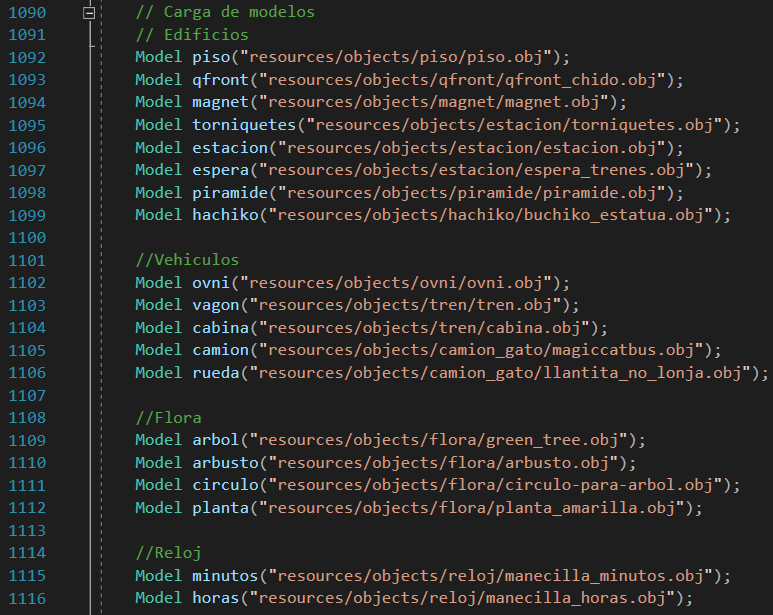 1090 // Carga de modelos
1091 // Edificios
1092 Model piso("resources/objects/piso/piso.obj");
1093 Model qfront("resources/objects/qfront/qfront_chido.obj");
1094 Model magnet("resources/objects/magnet/magnet.obj");
1095 Model torniquetes("resources/objects/estacion/torniquetes.obj");
1096 Model estacion("resources/objects/estacion/estacion.obj");
1097 Model espera("resources/objects/estacion/espera_trenes.obj");
1098 Model piramide("resources/objects/piramide/piramide.obj");
1099 Model hachiko("resources/objects/hachiko/buchiko_estatua.obj");
1100
1101 //Vehiculos
1102 Model ovni("resources/objects/ovni/ovni.obj");
1103 Model vagon("resources/objects/tren/tren.obj");
1104 Model cabina("resources/objects/tren/cabina.obj");
1105 Model camion("resources/objects/camion_gato/magiccatbus.obj");
1106 Model rueda("resources/objects/camion_gato/llantita_no_lonja.obj");
1107
1108 //Flora
1109 Model arbol("resources/objects/flora/green_tree.obj");
1110 Model arbusto("resources/objects/flora/arbusto.obj");
1111 Model circulo("resources/objects/flora/circulo-para-arbol.obj");
1112 Model planta("resources/objects/flora/planta_amarilla.obj");
1113
1114 //Reloj
1115 Model minutos("resources/objects/reloj/manecilla_minutos.obj");
1116 Model horas("resources/objects/reloj/manecilla_horas.obj");